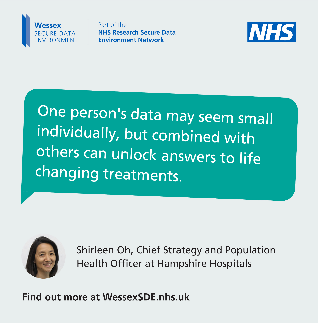 Wessex
SECURE DATA
ENVIRONMENT
Part of the
NHS Research Secure Data
Environment Network
NHS
One person's data may seem small
individually, but combined with
others can unlock answers to life
changing treatments.
Shirleen Oh, Chief Strategy and Population
Health Officer at Hampshire Hospitals
Find out more at WessexSDE.nhs.uk